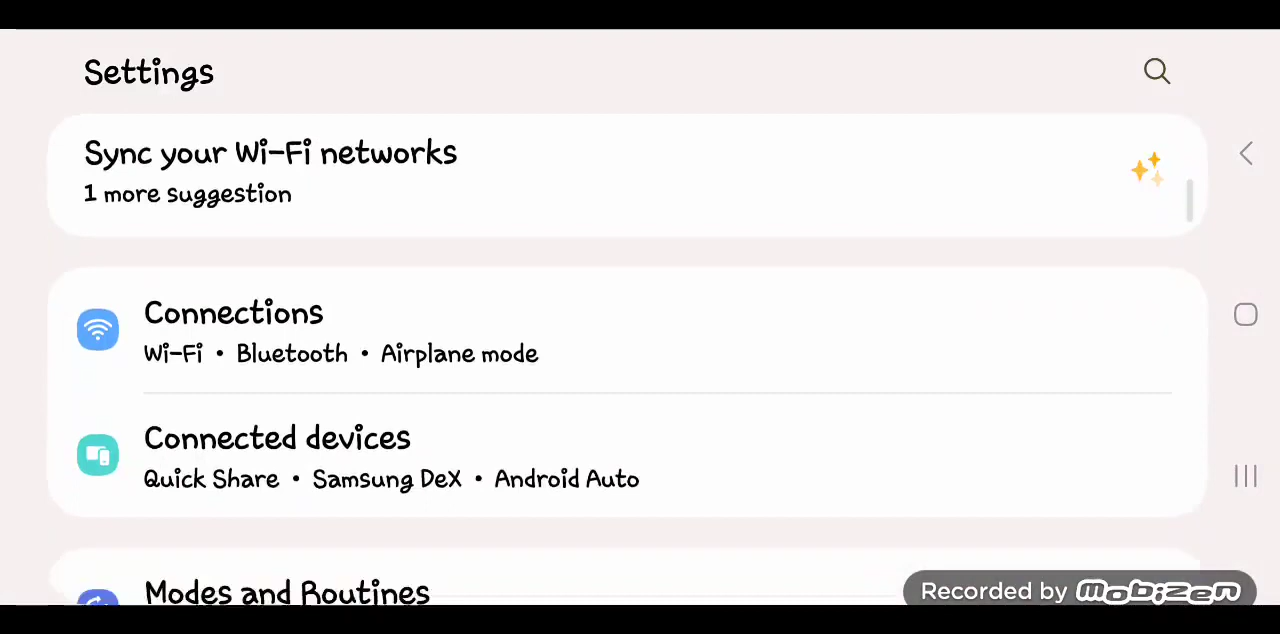 Settings
Sync your Wi-Fi networks
1 more suggestion
Connections
Wi-Fi • Bluetooth • Airplane mode
Connected devices
Quick Share • Samsung DeX • Android Auto
Modes and Routines
Recorded by mobizen